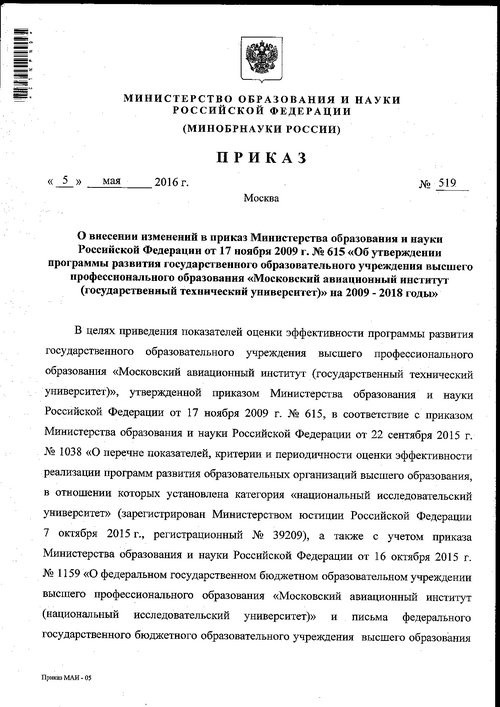 МИНИСТЕРСТВО ОБРАЗОВАНИЯ И НАУКИ
РОССИЙСКОЙ ФЕДЕРАЦИИ
(МИНОБРНАУКИ РОССИИ)
ПРИКАЗ
« 5 » мая 2016 г.
№ 519
Москва
О внесении изменений в приказ Министерства образования и науки
Российской Федерации от 17 ноября 2009 г. № 615 «Об утверждении
программы развития государственного образовательного учреждения высшего
профессионального образования «Московский авиационный институт
(государственный технический университет)» на 2009 - 2018 годы»
В целях приведения показателей оценки эффективности программы развития
государственного образовательного учреждения высшего профессионального
образования «Московский авиационный институт (государственный технический
университет)», утвержденной приказом Министерства образования и науки
Российской Федерации от 17 ноября 2009 г. № 615, в соответствие с приказом
Министерства образования и науки Российской Федерации от 22 сентября 2015 г.
№ 1038 «О перечне показателей, критерии и периодичности оценки эффективности
реализации программ развития образовательных организаций высшего образования,
в отношении которых установлена категория «национальный исследовательский
университет» (зарегистрирован Министерством юстиции Российской Федерации
7 октября 2015 г., регистрационный № 39209), а также с учетом приказа
Министерства образования и науки Российской Федерации от 16 октября 2015 г.
№ 1159 «О федеральном государственном бюджетном образовательном учреждении
высшего профессионального образования «Московский авиационный институт
(национальный исследовательский университет)» и письма федерального
государственного бюджетного образовательного учреждения высшего образования
Приказ МАИ - 05